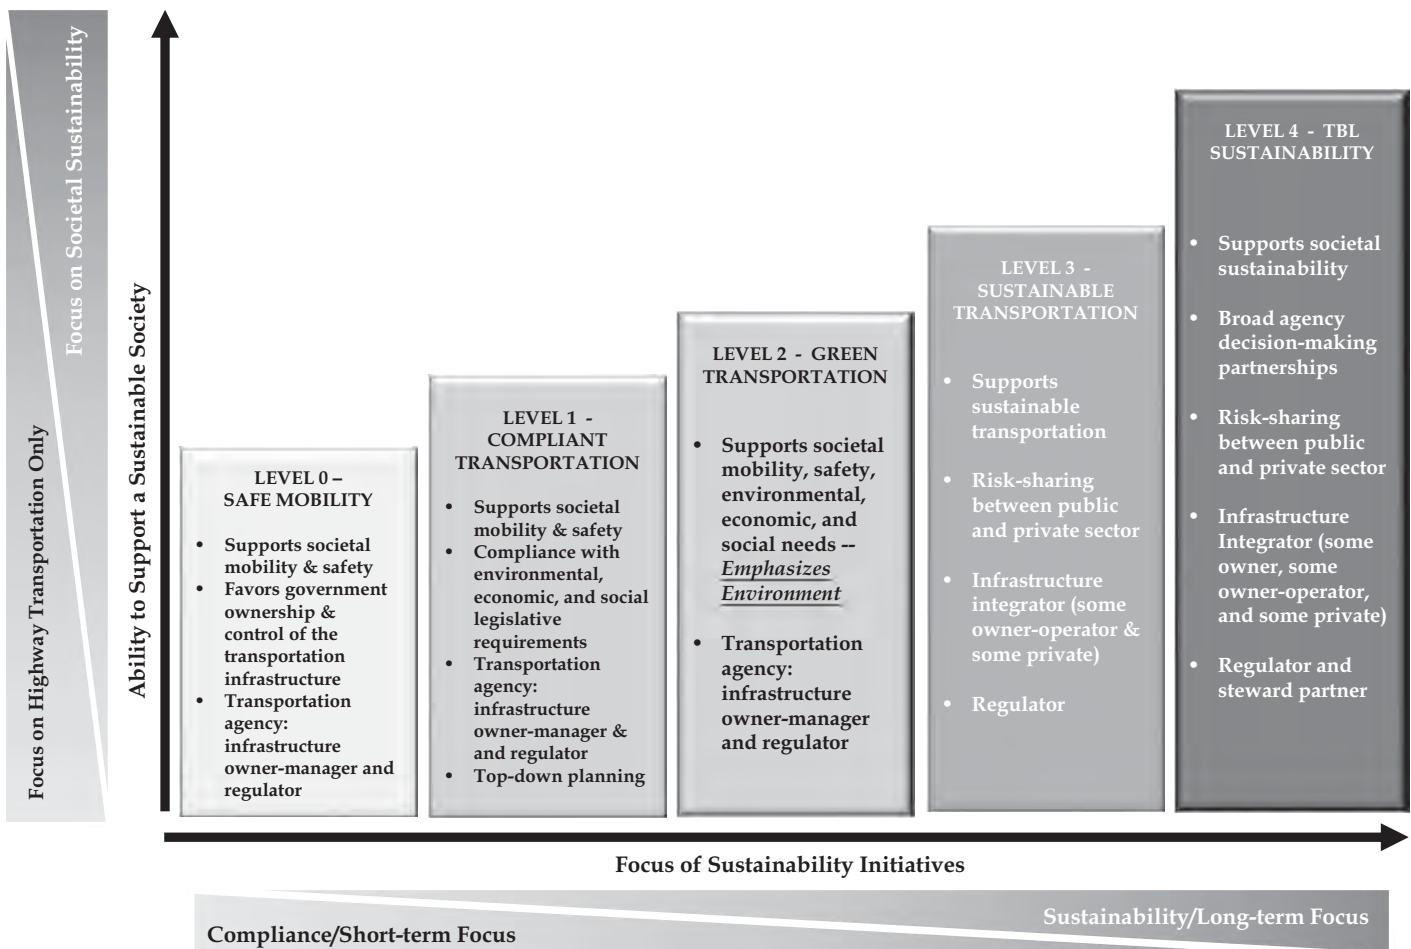 Focus on Societal Sustainability
Focus on Highway Transportation Only
Ability to Support a Sustainable Society
LEVEL 0 –
SAFE MOBILITY
• Supports societal
mobility & safety
• Favors government
ownership &
control of the
transportation
infrastructure
• Transportation
agency:
infrastructure
owner-manager and
regulator
LEVEL 1 -
COMPLIANT
TRANSPORTATION
• Supports societal
mobility & safety
• Compliance with
environmental,
economic, and social
legislative
requirements
• Transportation
agency:
infrastructure
owner-manager &
and regulator
• Top-down planning
LEVEL 2 - GREEN
TRANSPORTATION
• Supports societal
mobility, safety,
environmental,
economic, and
social needs --
Emphasizes
Environment
• Transportation
agency:
infrastructure
owner-manager
and regulator
LEVEL 3 -
SUSTAINABLE
TRANSPORTATION
• Supports
sustainable
transportation
• Risk-sharing
between public
and private sector
• Infrastructure
integrator (some
owner-operator &
some private)
• Regulator
LEVEL 4 - TBL
SUSTAINABILITY
• Supports societal
sustainability
• Broad agency
decision-making
partnerships
• Risk-sharing
between public
and private sector
• Infrastructure
Integrator (some
owner, some
owner-operator,
and some private)
• Regulator and
steward partner
Focus of Sustainability Initiatives
Compliance/Short-term Focus
Sustainability/Long-term Focus